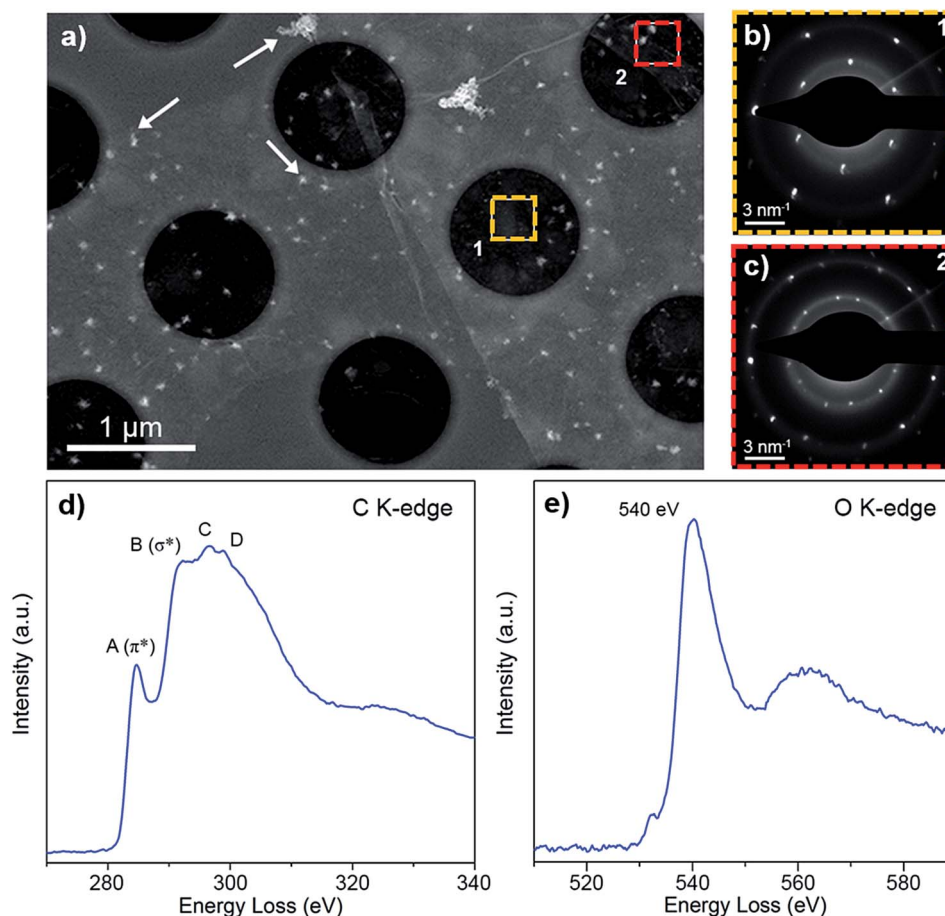 a)
2
1
1 μm
b)
1
3 nm⁻¹
c)
2
3 nm⁻¹
d)
C K-edge
A (π*)
B (σ*)
C
D
Intensity (a.u.)
280 300 320 340
Energy Loss (eV)
e)
540 eV
O K-edge
Intensity (a.u.)
520 540 560 580
Energy Loss (eV)